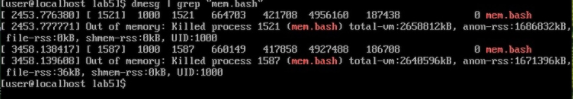 [user@localhost lab5]$ dmesg | grep "mem.bash"
[ 2453.776380] [ 1521]  1000  1521   664703   421708  4956160   187438             0 mem.bash
[ 2453.777771] Out of memory: Killed process 1521 (mem.bash) total-vm:2658812kB, anon-rss:1686832kB,
file-rss:0kB, shmem-rss:0kB, UID:1000
[ 3458.138417] [ 1587]  1000  1587   660149   417858  4927488   186708             0 mem.bash
[ 3458.139608] Out of memory: Killed process 1587 (mem.bash) total-vm:2640596kB, anon-rss:1671396kB,
file-rss:36kB, shmem-rss:0kB, UID:1000
[user@localhost lab5]$